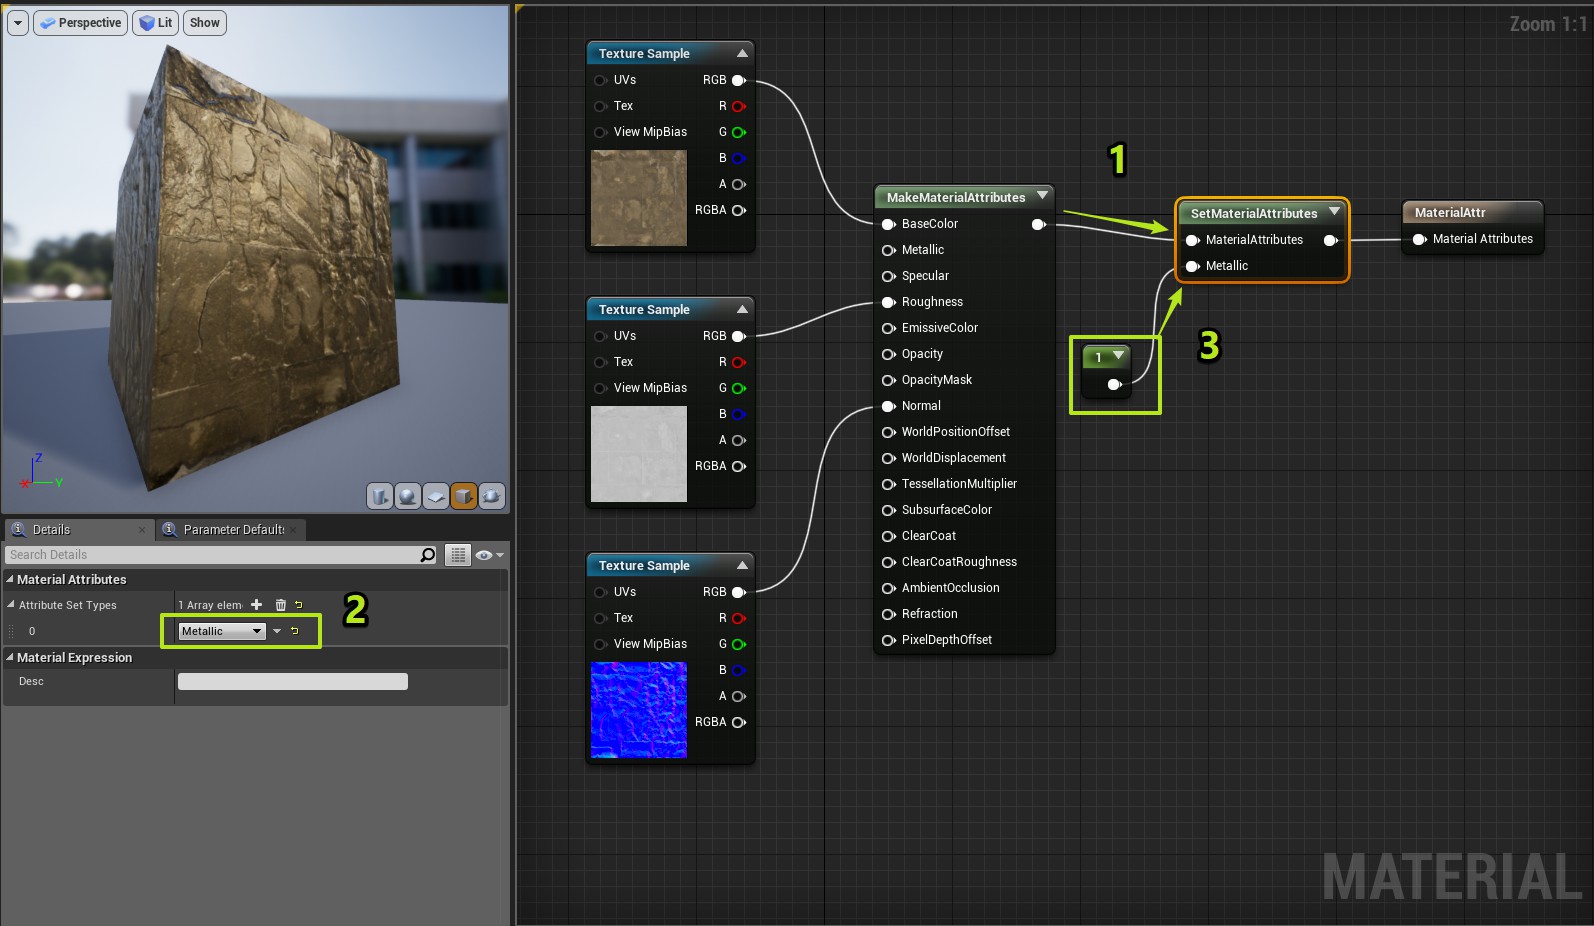 Perspective
Lit
Show
Z
Y
Details
Parameter Defaults
Search Details
Material Attributes
Attribute Set Types
1 Array elem
0
Metallic
2
Material Expression
Desc
Zoom 1:1
Texture Sample
UVs
RGB
Tex
R
View MipBias
G
B
A
RGBA
Texture Sample
UVs
RGB
Tex
R
View MipBias
G
B
A
RGBA
Texture Sample
UVs
RGB
Tex
R
View MipBias
G
B
A
RGBA
MakeMaterialAttributes
BaseColor
Metallic
Specular
Roughness
EmissiveColor
Opacity
OpacityMask
Normal
WorldPositionOffset
WorldDisplacement
TessellationMultiplier
SubsurfaceColor
ClearCoat
ClearCoatRoughness
AmbientOcclusion
Refraction
PixelDepthOffset
1
SetMaterialAttributes
MaterialAttributes
Metallic
1
3
MaterialAttr
Material Attributes
MATERIAL